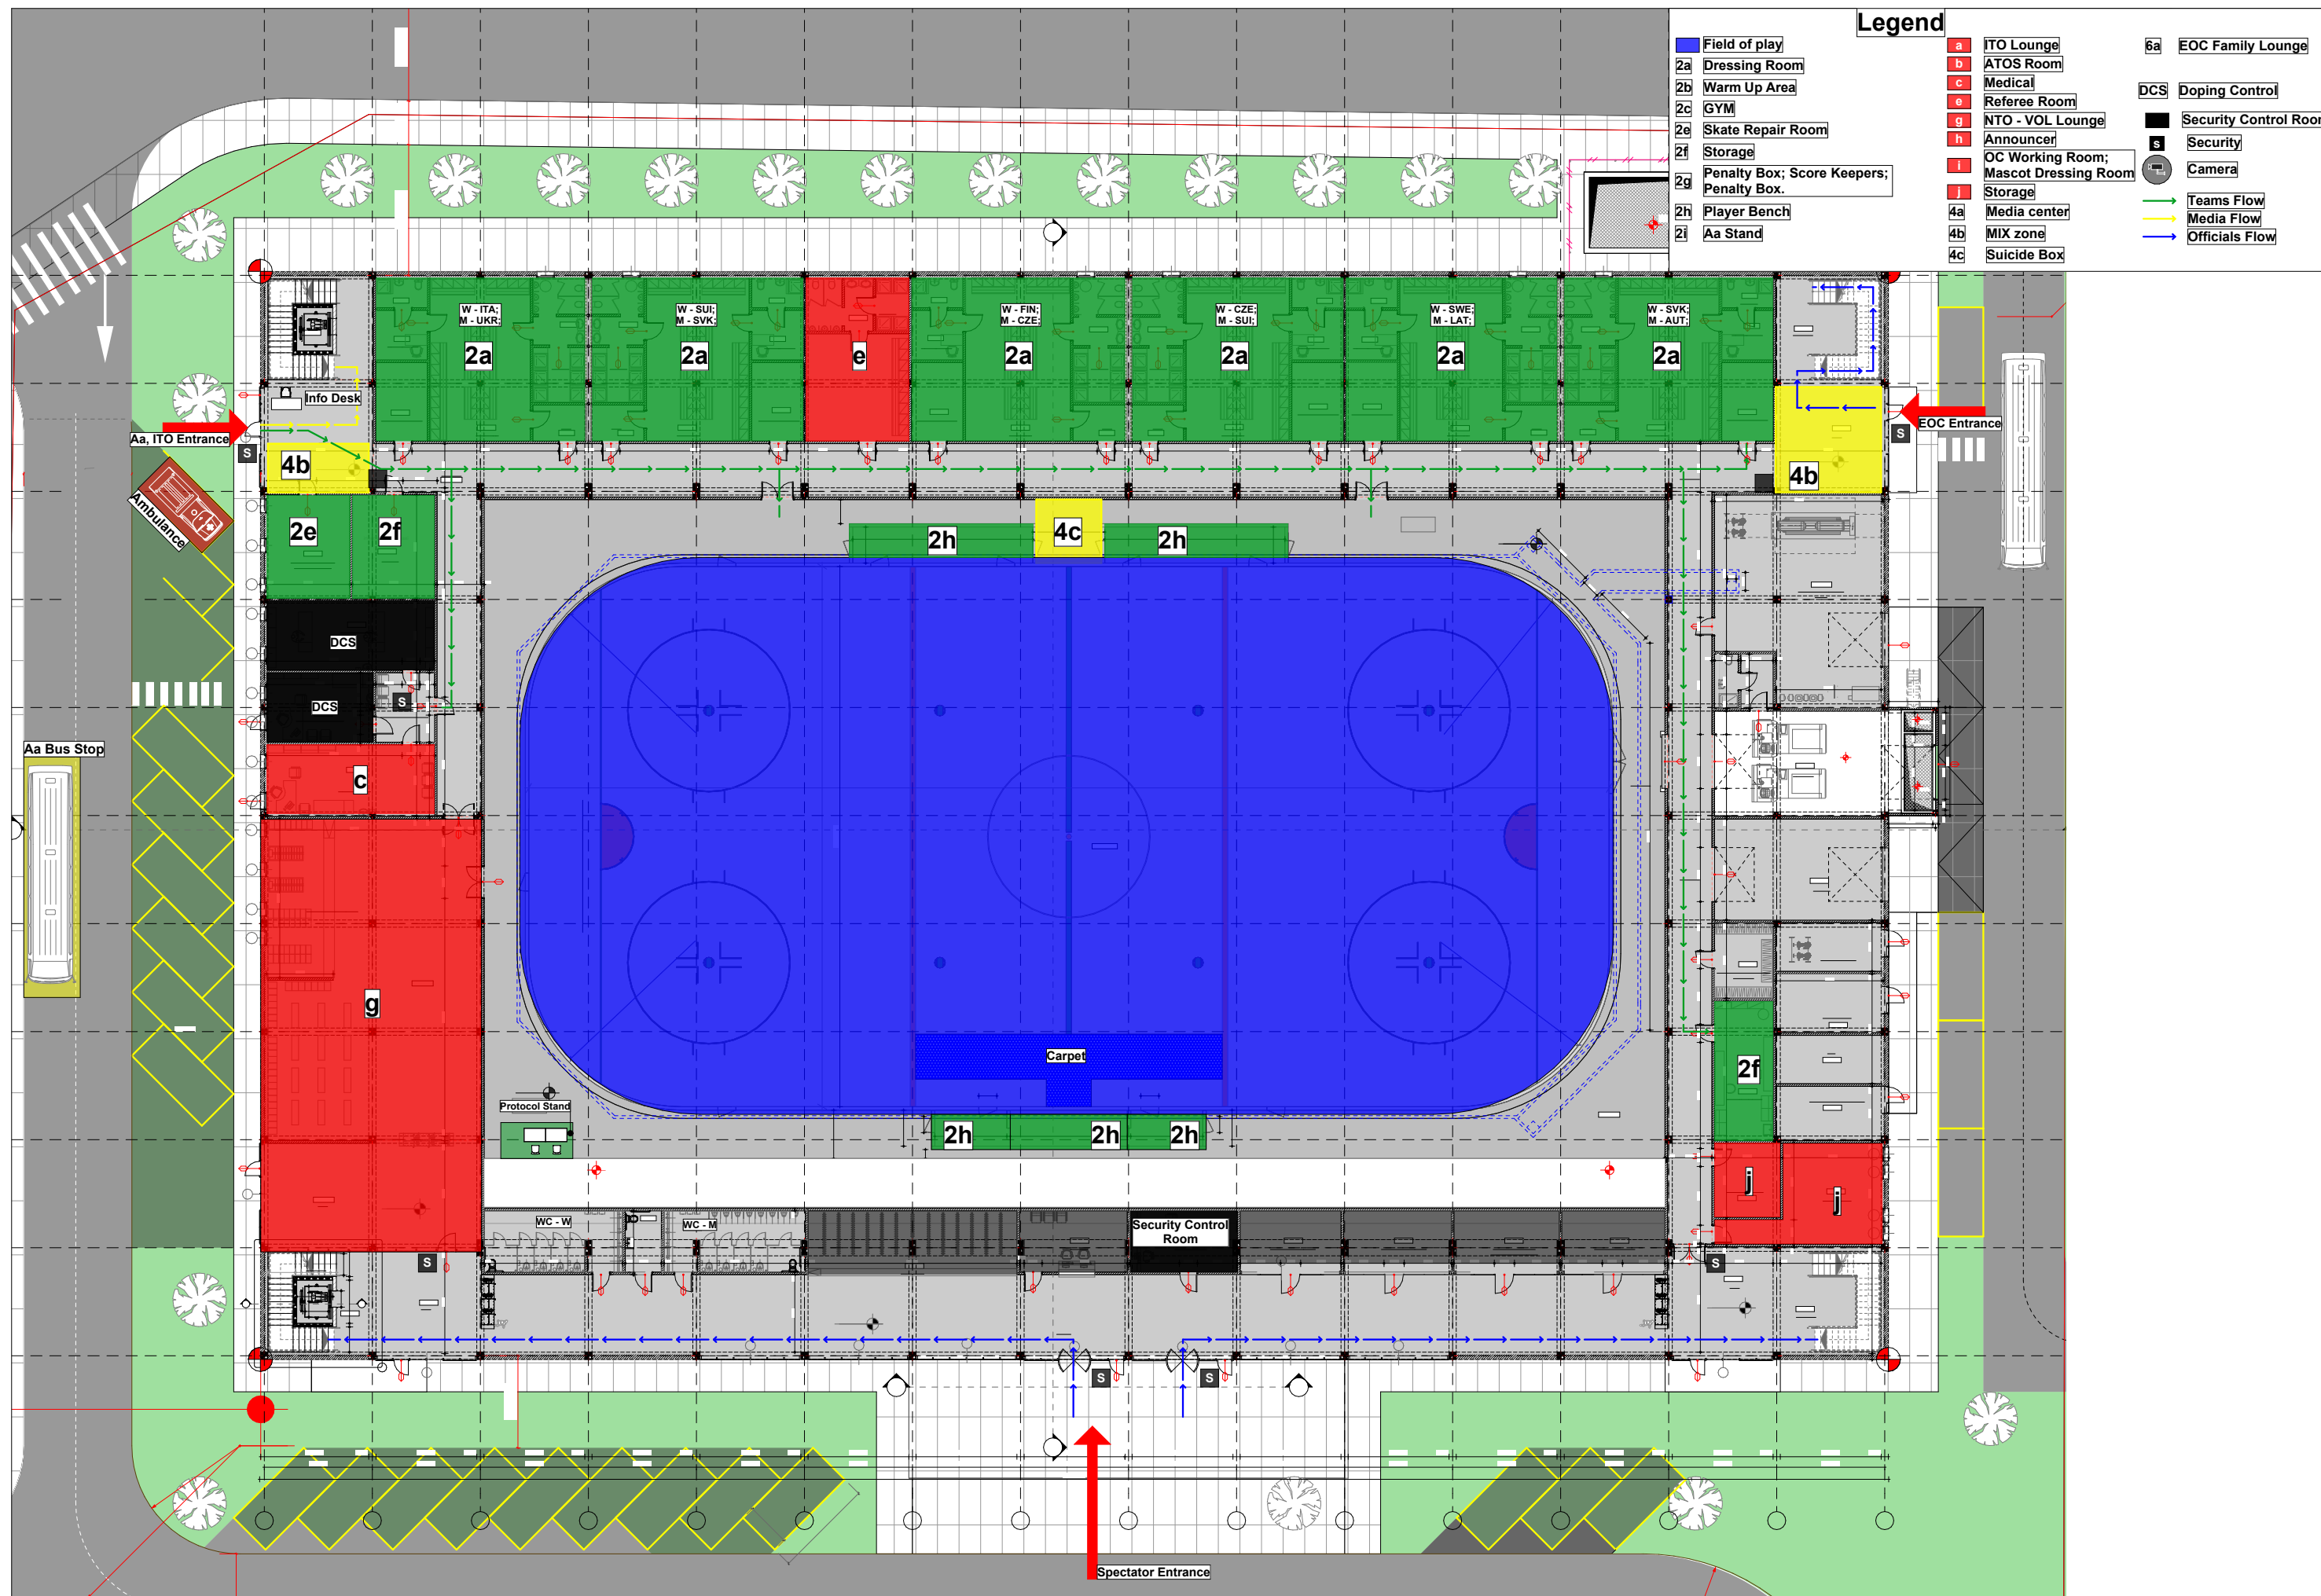 Legend
Field of play
2a Dressing Room
2b Warm Up Area
2c GYM
2e Skate Repair Room
2f Storage
2g Penalty Box; Score Keepers;
Penalty Box.
2h Player Bench
2i Aa Stand
a ITO Lounge
b ATOS Room
c Medical
e Referee Room
g NTO - VOL Lounge
h Announcer
i OC Working Room;
Mascot Dressing Room
j Storage
4a Media center
4b MIX zone
4c Suicide Box
6a EOC Family Lounge
DCS Doping Control
Security Control Room
s Security
Camera
Teams Flow
Media Flow
Officials Flow
W - ITA;
M - UKR;
2a
W - SUI;
M - SVK;
2a
e
W - FIN;
M - CZE;
2a
W - CZE;
M - SUI;
2a
W - SWE;
M - LAT;
2a
W - SVK;
M - AUT;
2a
Info Desk
Aa, ITO Entrance
S
EOC Entrance
S
4b
4b
Ambulance
2e
2f
2h
4c
2h
DCS
DCS
S
Aa Bus Stop
c
g
Carpet
2f
Protocol Stand
2h
2h
2h
j
j
WC - W
WC - M
Security Control
Room
S
S
S
S
Spectator Entrance